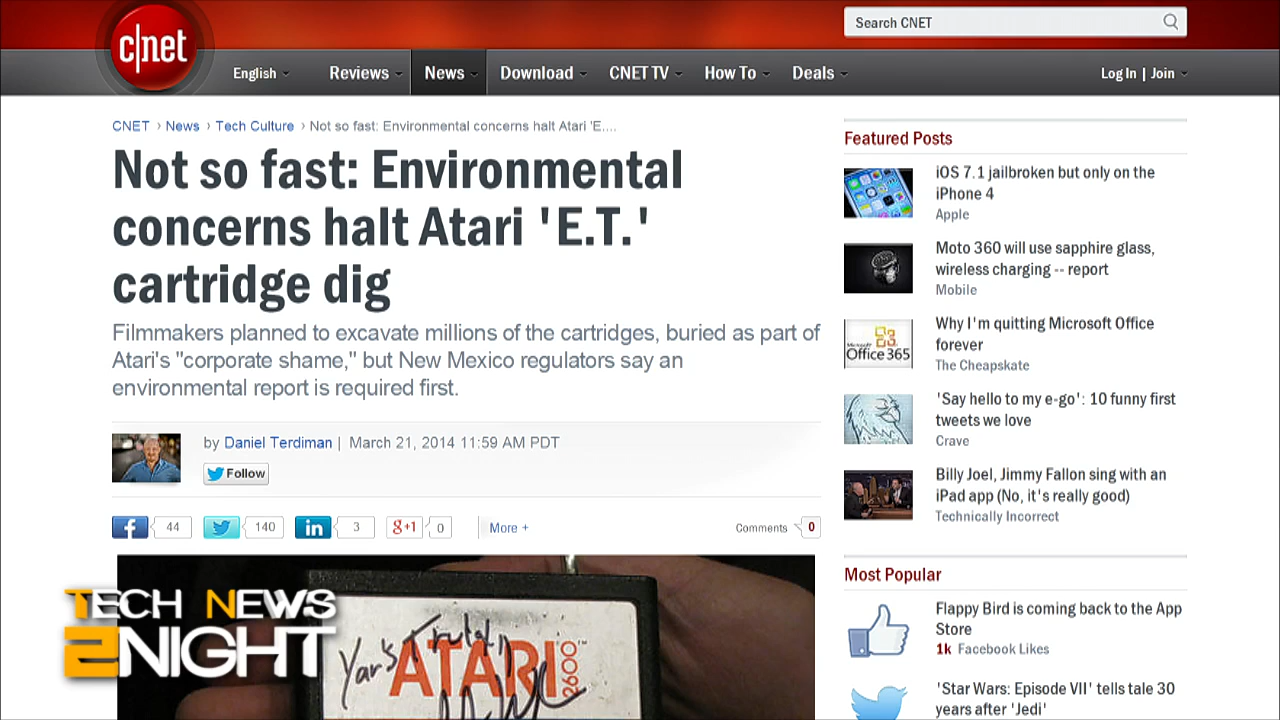 c|net
Search CNET
English
Reviews
News
Download
CNET TV
How To
Deals
Log In | Join
CNET › News › Tech Culture › Not so fast: Environmental concerns halt Atari 'E....
Not so fast: Environmental
concerns halt Atari 'E.T.'
cartridge dig
Filmmakers planned to excavate millions of the cartridges, buried as part of
Atari's "corporate shame," but New Mexico regulators say an
environmental report is required first.
by Daniel Terdiman | March 21, 2014 11:59 AM PDT
Follow
f 44
140
in 3
g+1 0
More +
Comments 0
Yar's
ATARI 2600™
TECH NEWS
2NIGHT
Featured Posts
iOS 7.1 jailbroken but only on the
iPhone 4
Apple
Moto 360 will use sapphire glass,
wireless charging -- report
Mobile
Microsoft
Office 365
Why I'm quitting Microsoft Office
forever
The Cheapskate
'Say hello to my e-go': 10 funny first
tweets we love
Crave
Billy Joel, Jimmy Fallon sing with an
iPad app (No, it's really good)
Technically Incorrect
Most Popular
Flappy Bird is coming back to the App
Store
1k Facebook Likes
'Star Wars: Episode VII' tells tale 30
years after 'Jedi'